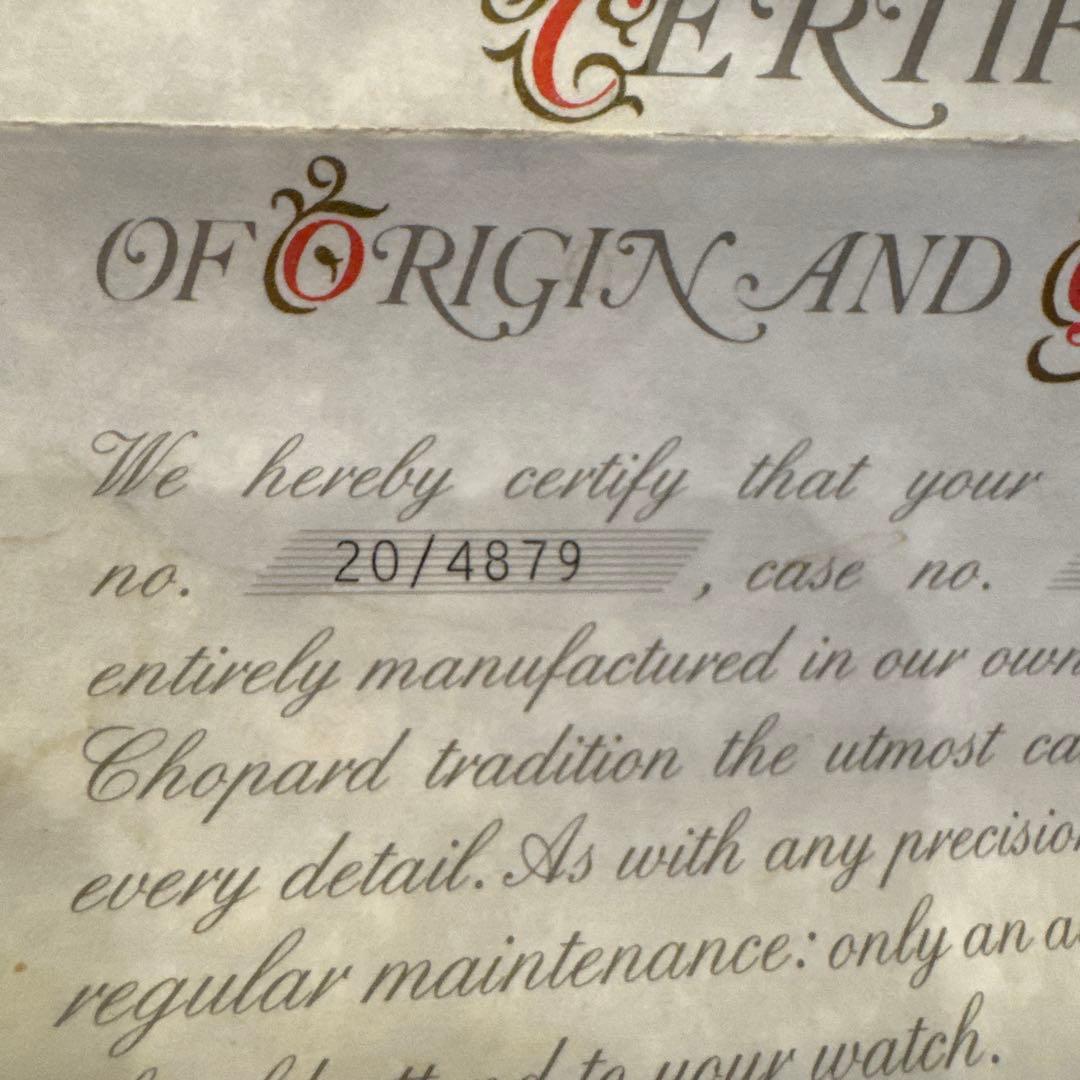 CERTIF
OF ORIGIN AND G
We hereby certify that your
no. 20/4879 , case no.
entirely manufactured in our own
Chopard tradition the utmost ca
every detail. As with any precision
regular maintenance: only an a
to your watch.